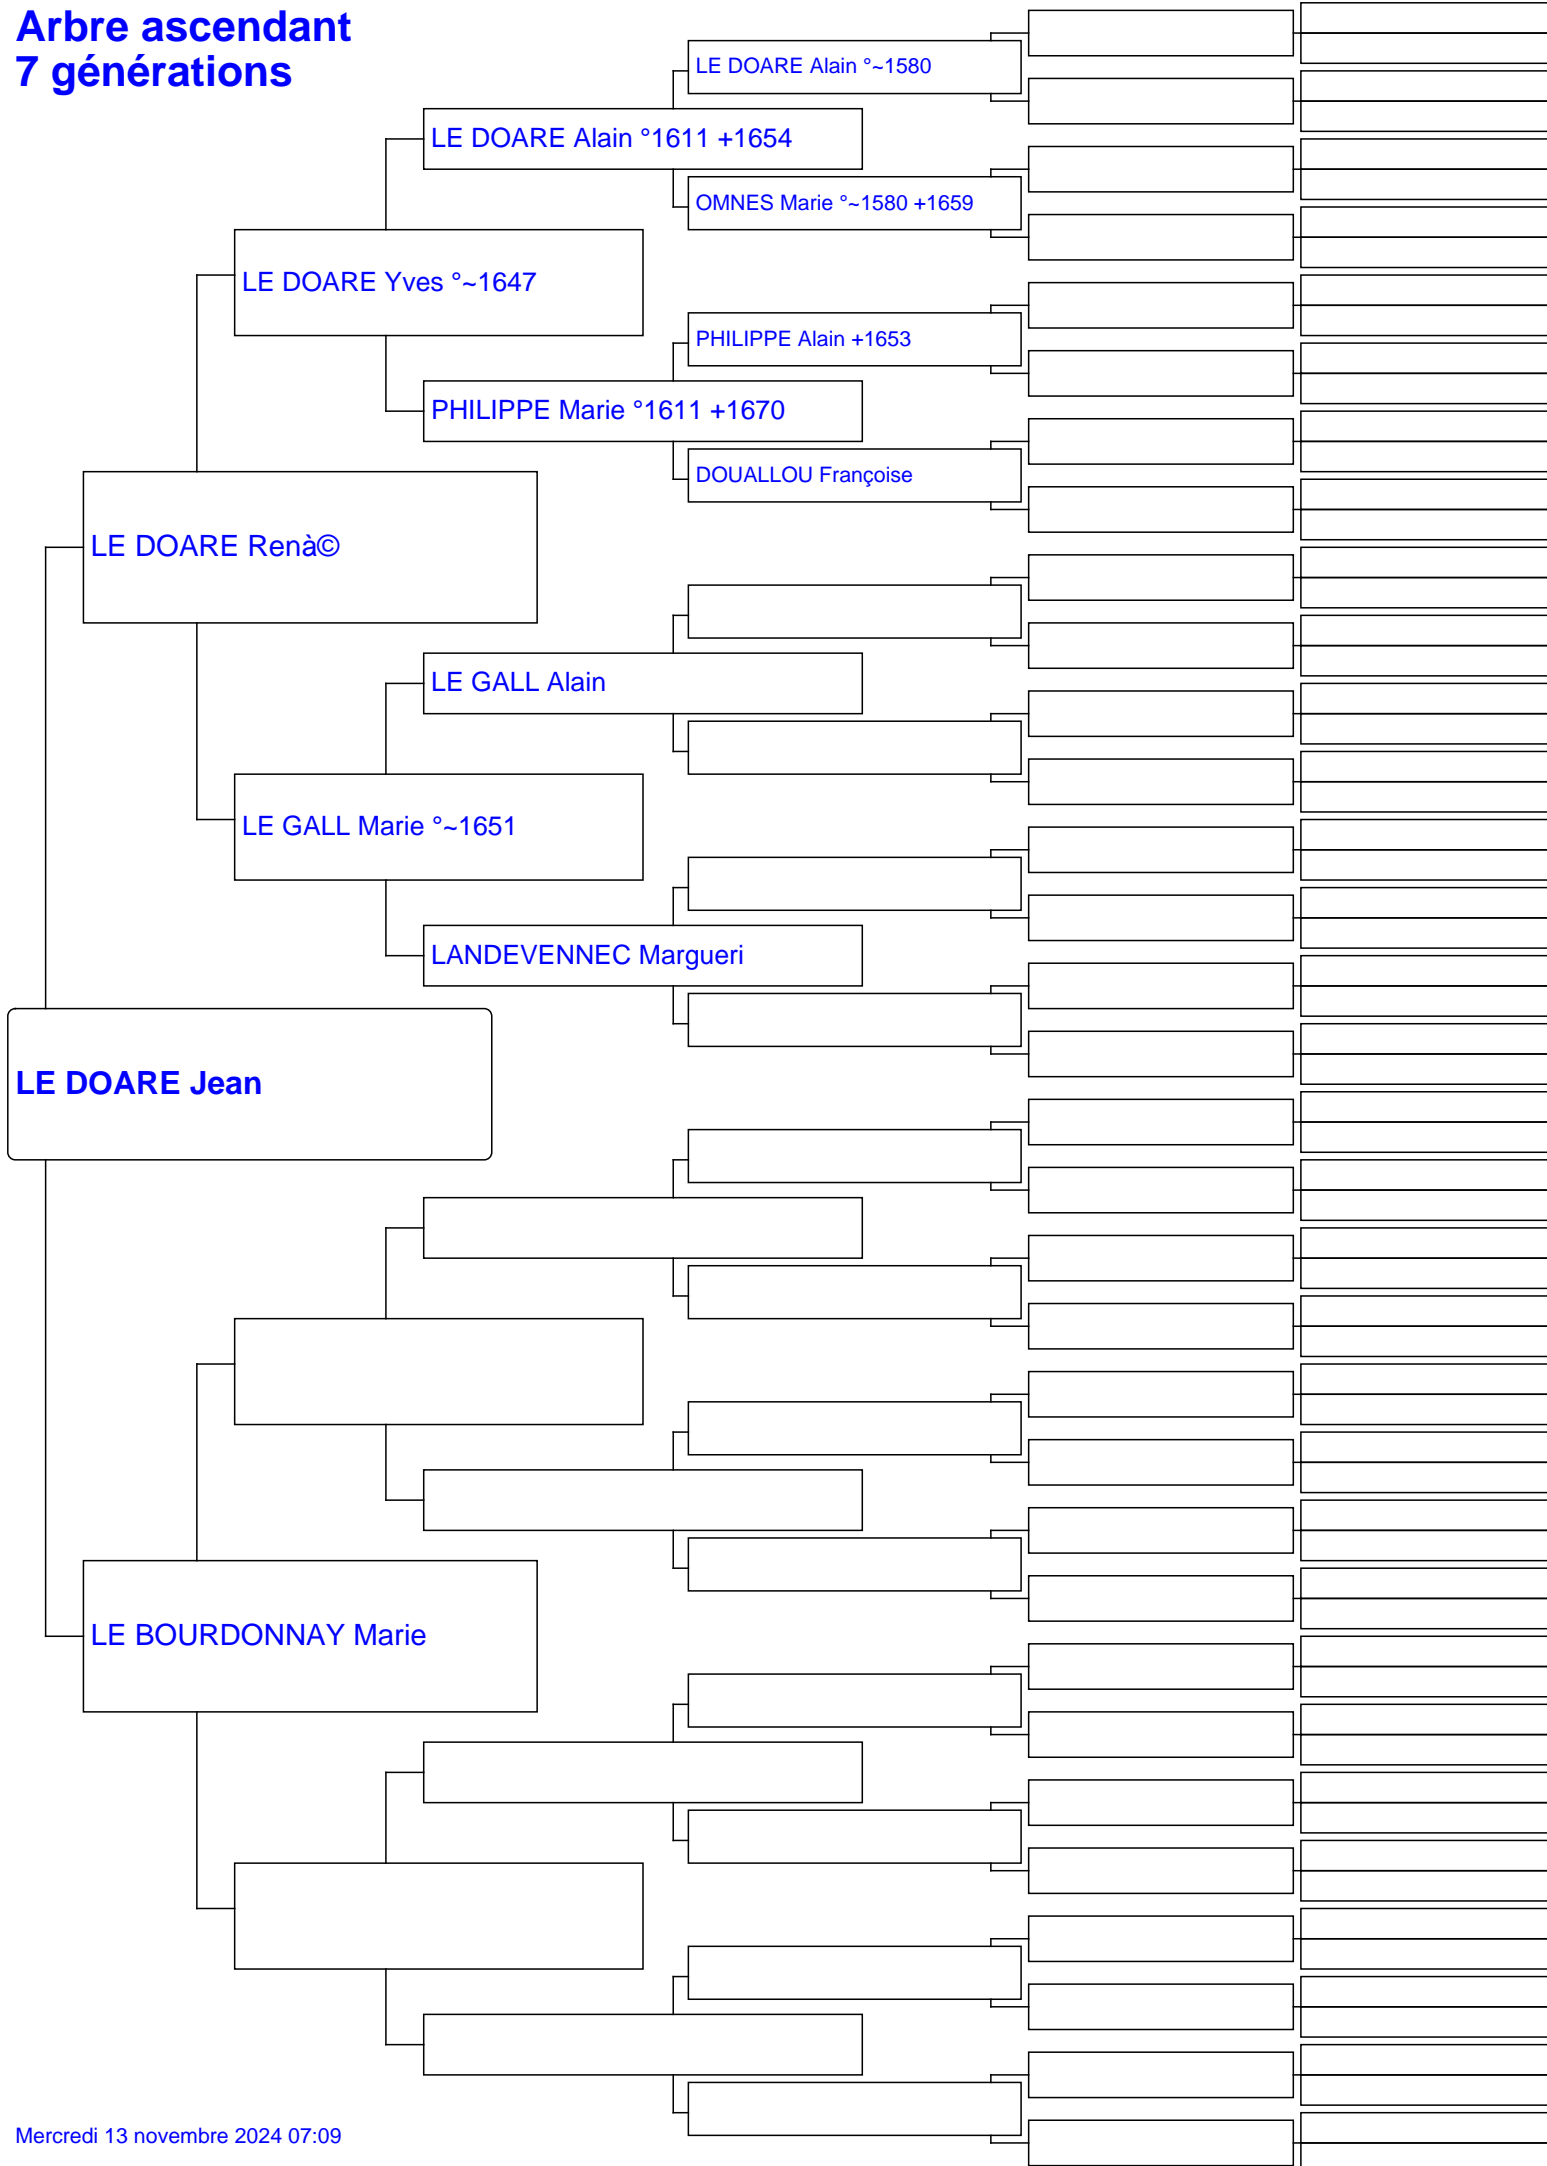 Arbre ascendant
7 générations
LE DOARE Alain °~1580
LE DOARE Alain °1611 +1654
OMNES Marie °~1580 +1659
LE DOARE Yves °~1647
PHILIPPE Alain +1653
PHILIPPE Marie °1611 +1670
DOUALLOU Françoise
LE DOARE Renà©
LE GALL Alain
LE GALL Marie °~1651
LANDEVENNEC Margueri
LE DOARE Jean
LE BOURDONNAY Marie
Mercredi 13 novembre 2024 07:09